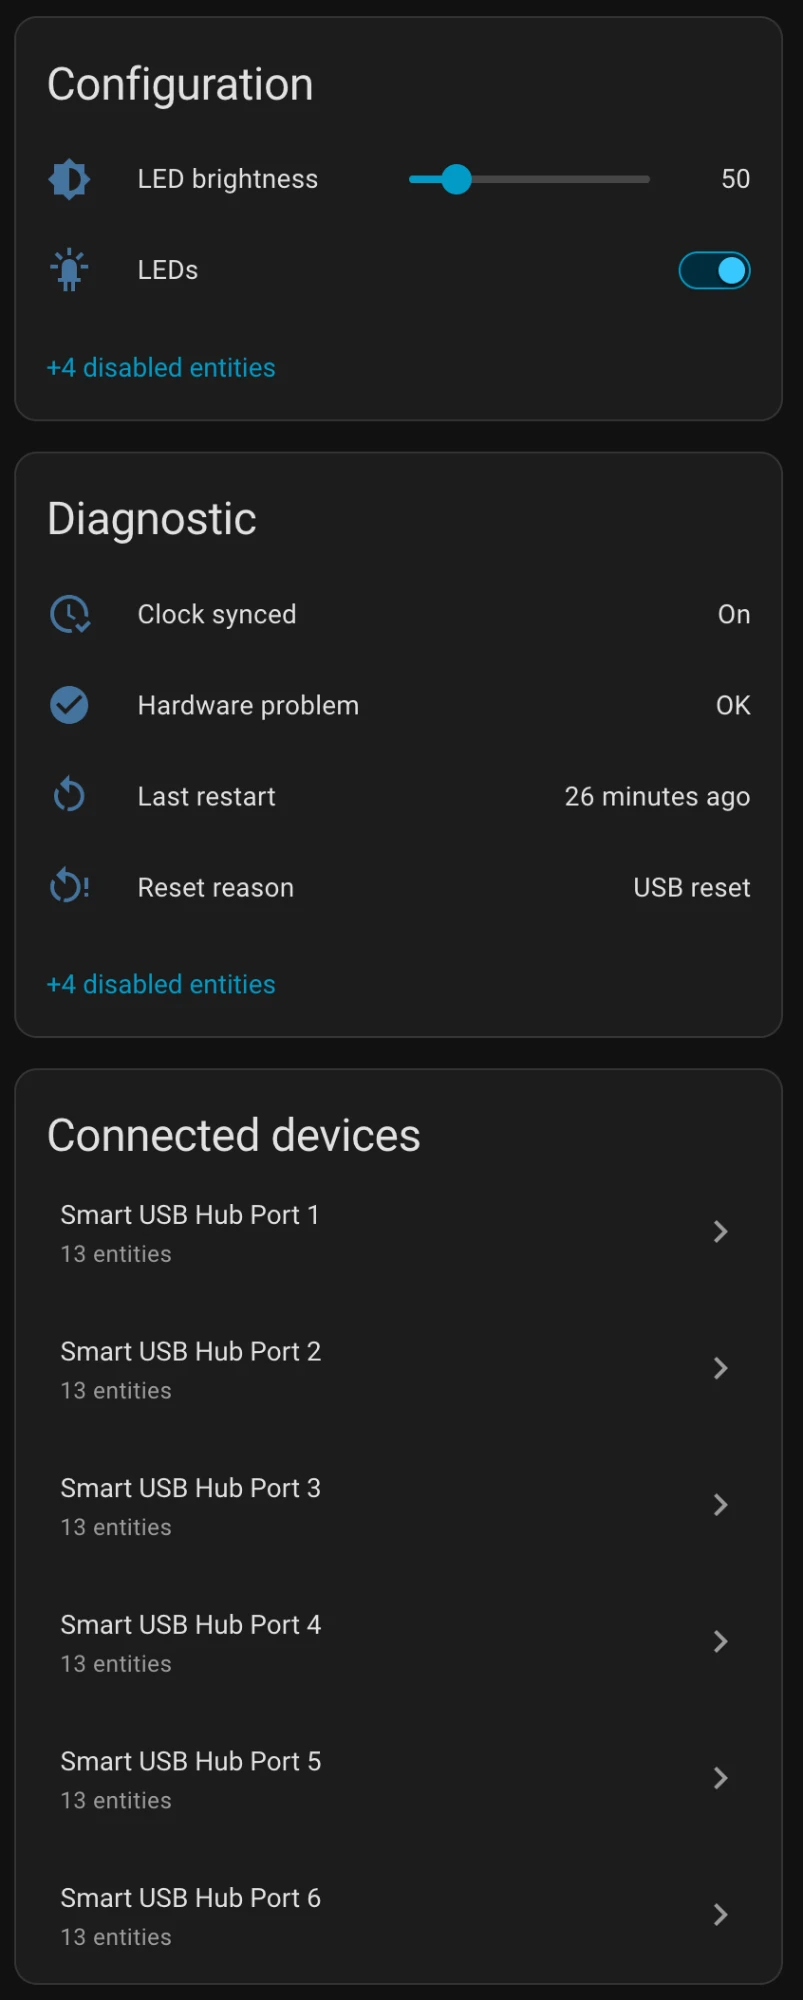 Configuration
LED brightness 50
LEDs
+4 disabled entities
Diagnostic
Clock synced On
Hardware problem OK
Last restart 26 minutes ago
Reset reason USB reset
+4 disabled entities
Connected devices
Smart USB Hub Port 1
13 entities
Smart USB Hub Port 2
13 entities
Smart USB Hub Port 3
13 entities
Smart USB Hub Port 4
13 entities
Smart USB Hub Port 5
13 entities
Smart USB Hub Port 6
13 entities